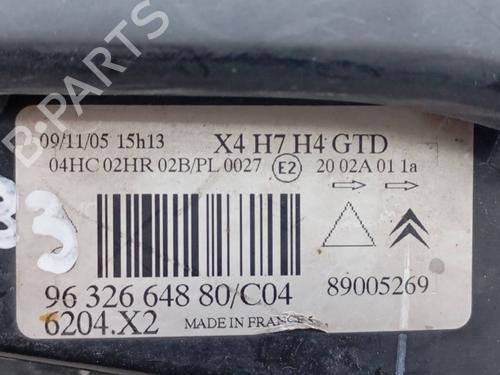 09/11/05 15h13 X4 H7 H4 GTD
04HC 02HR 02B/PL 0027 E2 20 02A 01 1a
96 326 648 80/C04 89005269
6204.X2 MADE IN FRANCE 5
B-PARTS